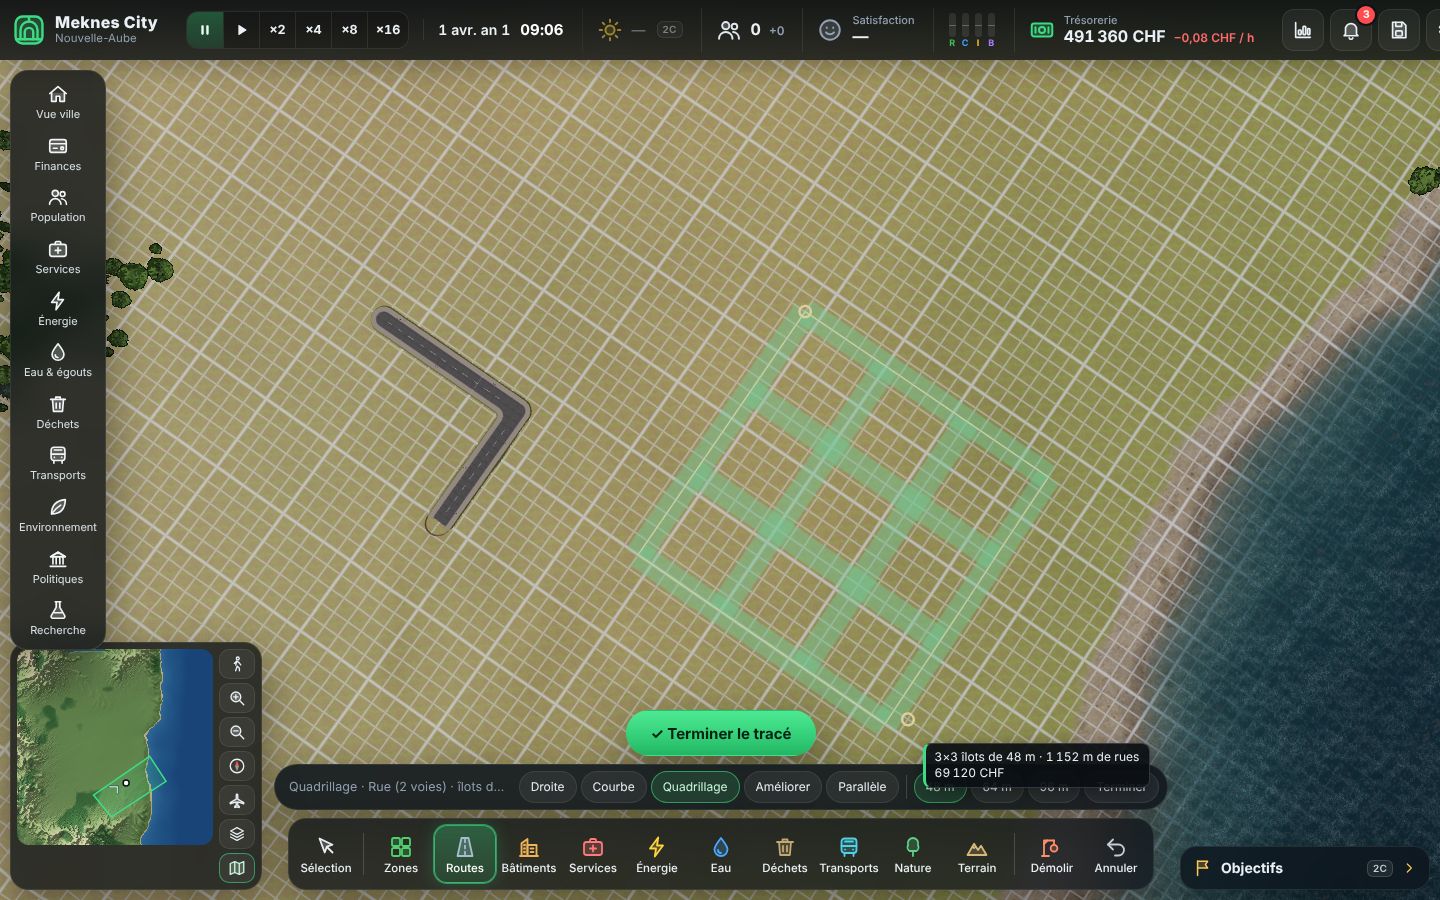 Meknes City
Nouvelle-Aube
×2
×4
×8
×16
1 avr. an 1 09:06
—
2C
0 +0
Satisfaction
—
R C I B
Trésorerie
491 360 CHF −0,08 CHF / h
3
Vue ville
Finances
Population
Services
Énergie
Eau & égouts
Déchets
Transports
Environnement
Politiques
Recherche
✓ Terminer le tracé
3×3 îlots de 48 m · 1 152 m de rues
69 120 CHF
Quadrillage · Rue (2 voies) · îlots d…
Droite
Courbe
Quadrillage
Améliorer
Parallèle
48 m
64 m
96 m
Terminer
Sélection
Zones
Routes
Bâtiments
Services
Énergie
Eau
Déchets
Transports
Nature
Terrain
Démolir
Annuler
Objectifs
2C